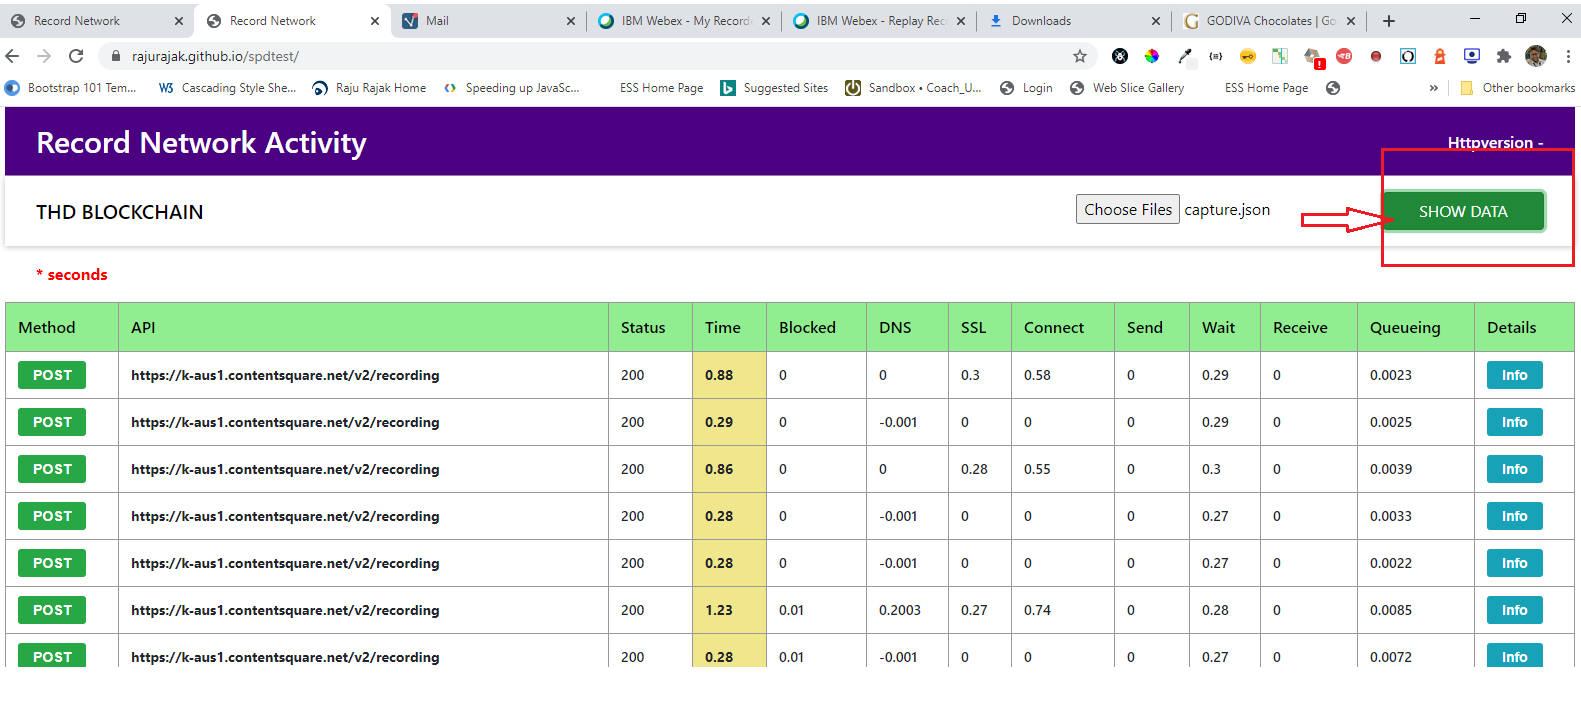 Record Network
Record Network
Mail
IBM Webex - My Record
IBM Webex - Replay Rec
Downloads
GODIVA Chocolates | Go
rajurajak.github.io/spdtest/
Bootstrap 101 Tem...
W3 Cascading Style She...
Raju Rajak Home
Speeding up JavaSc...
ESS Home Page
Suggested Sites
Sandbox • Coach_U...
Login
Web Slice Gallery
ESS Home Page
»
Other bookmarks
Record Network Activity
Httpversion -
THD BLOCKCHAIN
Choose Files capture.json
SHOW DATA
* seconds
Method API Status Time Blocked DNS SSL Connect Send Wait Receive Queueing Details
POST https://k-aus1.contentsquare.net/v2/recording 200 0.88 0 0 0.3 0.58 0 0.29 0 0.0023 Info
POST https://k-aus1.contentsquare.net/v2/recording 200 0.29 0 -0.001 0 0 0 0.29 0 0.0025 Info
POST https://k-aus1.contentsquare.net/v2/recording 200 0.86 0 0 0.28 0.55 0 0.3 0 0.0039 Info
POST https://k-aus1.contentsquare.net/v2/recording 200 0.28 0 -0.001 0 0 0 0.27 0 0.0033 Info
POST https://k-aus1.contentsquare.net/v2/recording 200 0.28 0 -0.001 0 0 0 0.27 0 0.0022 Info
POST https://k-aus1.contentsquare.net/v2/recording 200 1.23 0.01 0.2003 0.27 0.74 0 0.28 0 0.0085 Info
POST https://k-aus1.contentsquare.net/v2/recording 200 0.28 0.01 -0.001 0 0 0 0.27 0 0.0072 Info